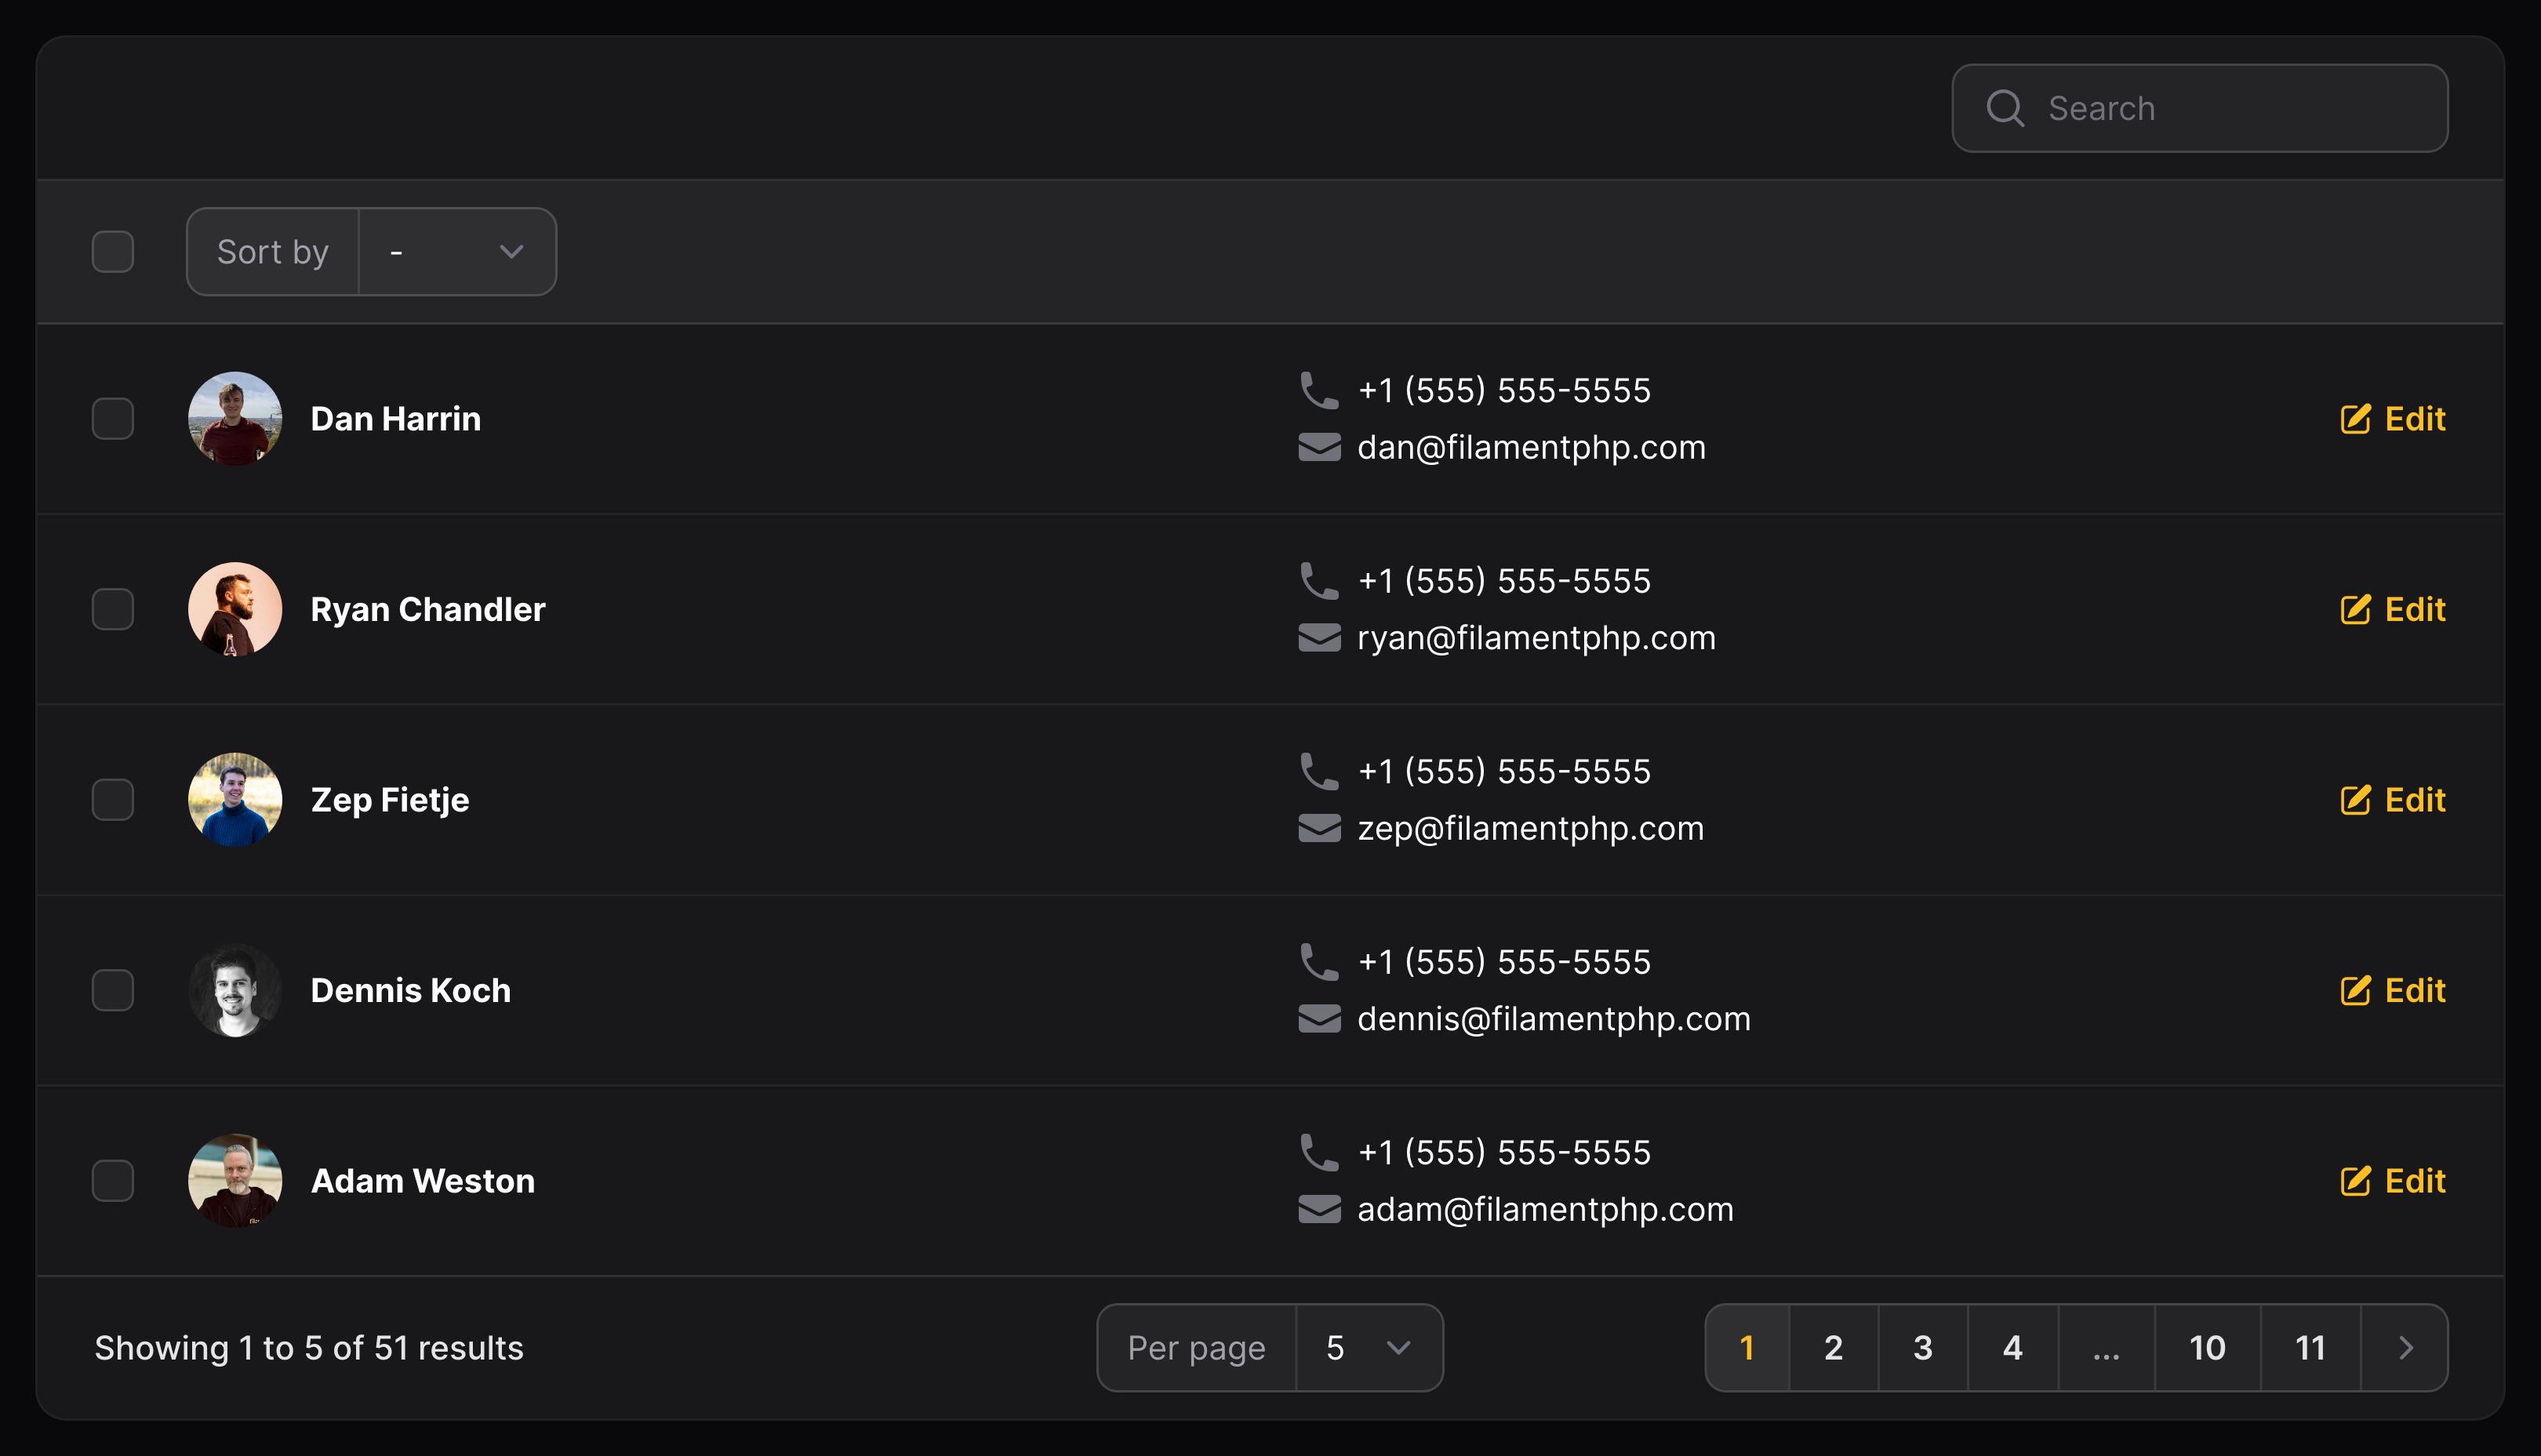 Search
Sort by -
Dan Harrin
+1 (555) 555-5555
dan@filamentphp.com
Edit
Ryan Chandler
+1 (555) 555-5555
ryan@filamentphp.com
Edit
Zep Fietje
+1 (555) 555-5555
zep@filamentphp.com
Edit
Dennis Koch
+1 (555) 555-5555
dennis@filamentphp.com
Edit
Adam Weston
+1 (555) 555-5555
adam@filamentphp.com
Edit
Showing 1 to 5 of 51 results
Per page 5
1 2 3 4 ... 10 11